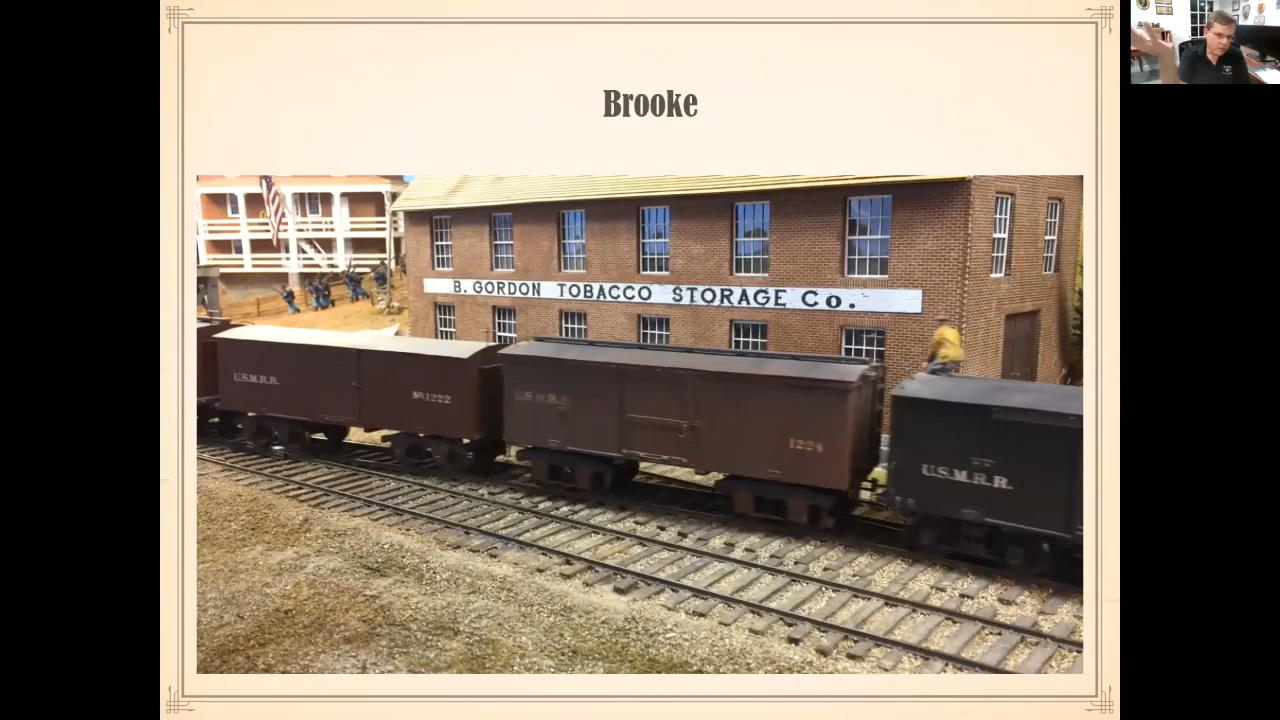 Brooke
B. GORDON TOBACCO STORAGE Co.
U.S.M.R.R.
No.1222
U.S.M.R.R.
1224
U.S.M.R.R.